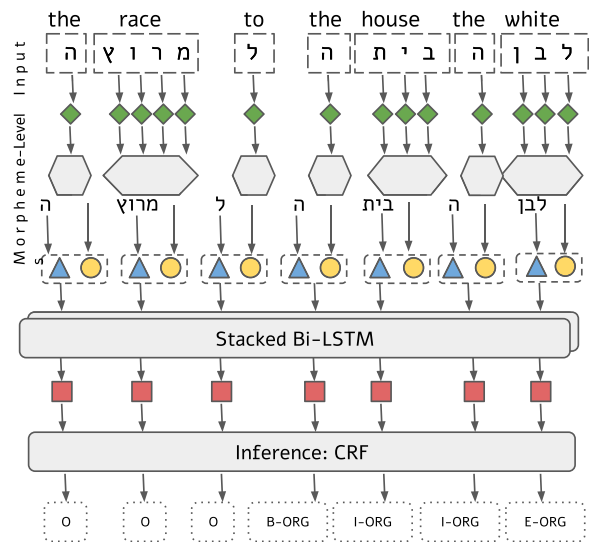 the race to the house the white
ה מ ר ו ץ ל ה ב י ת ה ל ב ן
Morpheme-Level Input
ה מרוץ ל ה בית ה לבן
s
Stacked Bi-LSTM
Inference: CRF
O O O B-ORG I-ORG I-ORG E-ORG